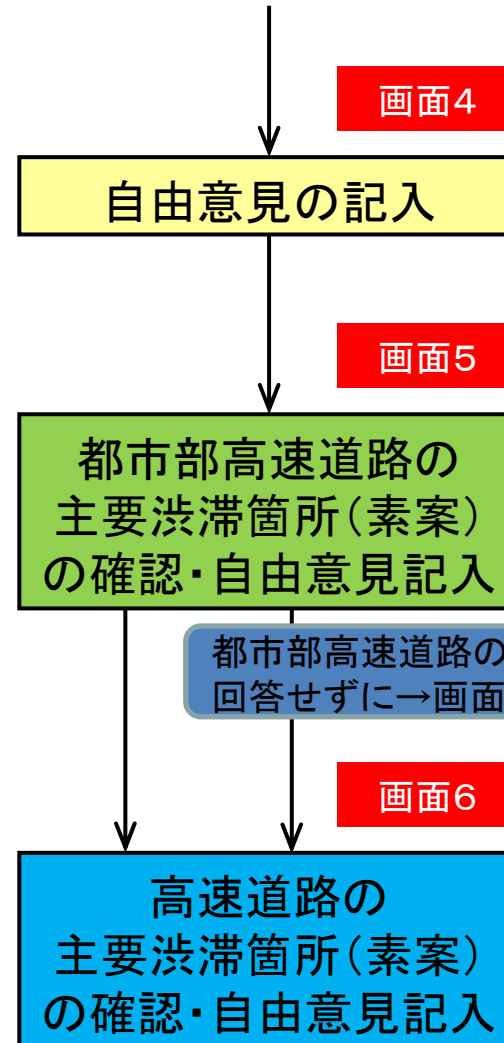 画面4
自由意見の記入
画面5
都市部高速道路の
主要渋滞箇所(素案)
の確認・自由意見記入
都市部高速道路の
回答せずに→画面
画面6
高速道路の
主要渋滞箇所(素案)
の確認・自由意見記入